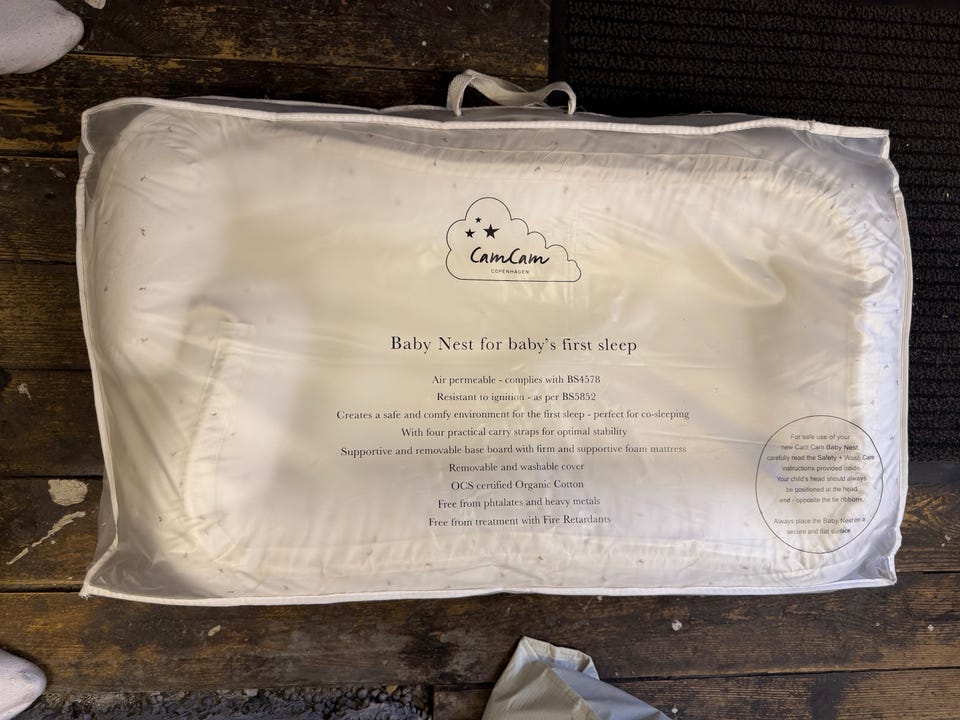 CamCam
COPENHAGEN
Baby Nest for baby's first sleep
Air permeable - complies with BS4578
Resistant to ignition - as per BS5852
Creates a safe and comfy environment for the first sleep - perfect for co-sleeping
With four practical carry straps for optimal stability
Supportive and removable base board with firm and supportive foam mattress
Removable and washable cover
OCS certified Organic Cotton
Free from phtalates and heavy metals
Free from treatment with Fire Retardants
For safe use of your
new Cam Cam Baby Nest,
carefully read the Safety + Wash Care
instructions provided inside.
Your child's head should always
be positioned at the head
end - opposite the tie ribbons.
Always place the Baby Nest on a
secure and flat surface.